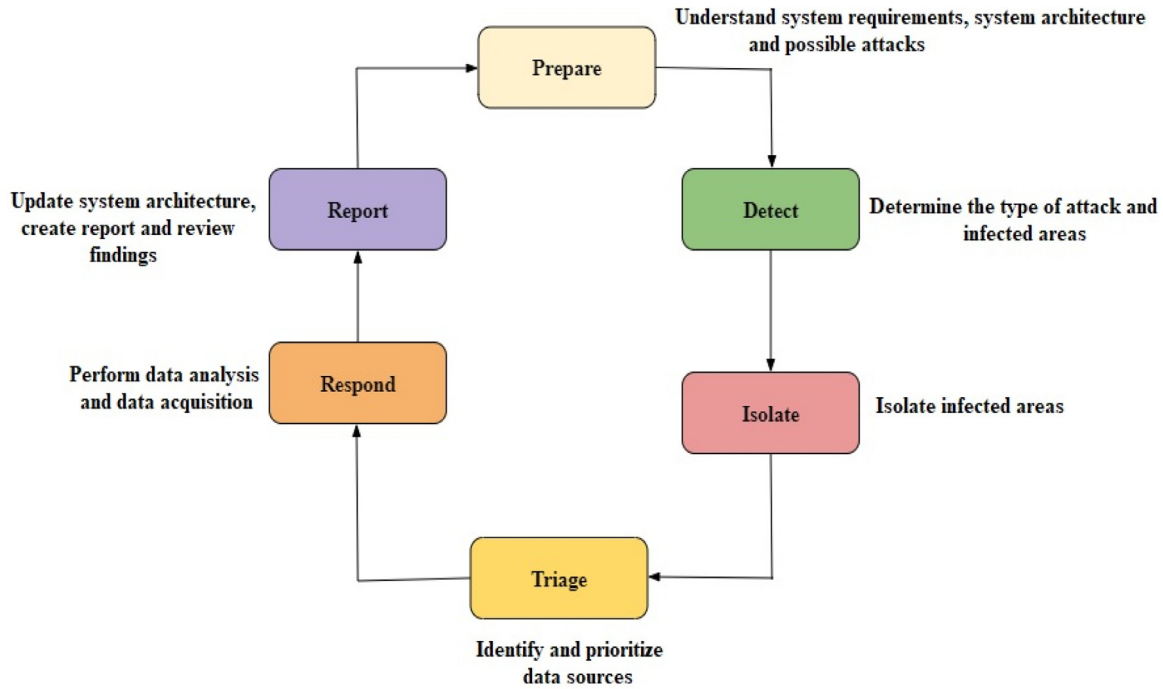 Understand system requirements, system architecture
and possible attacks
Prepare
Update system architecture,
create report and review
findings
Report
Detect
Determine the type of attack and
infected areas
Perform data analysis
and data acquisition
Respond
Isolate
Isolate infected areas
Triage
Identify and prioritize
data sources